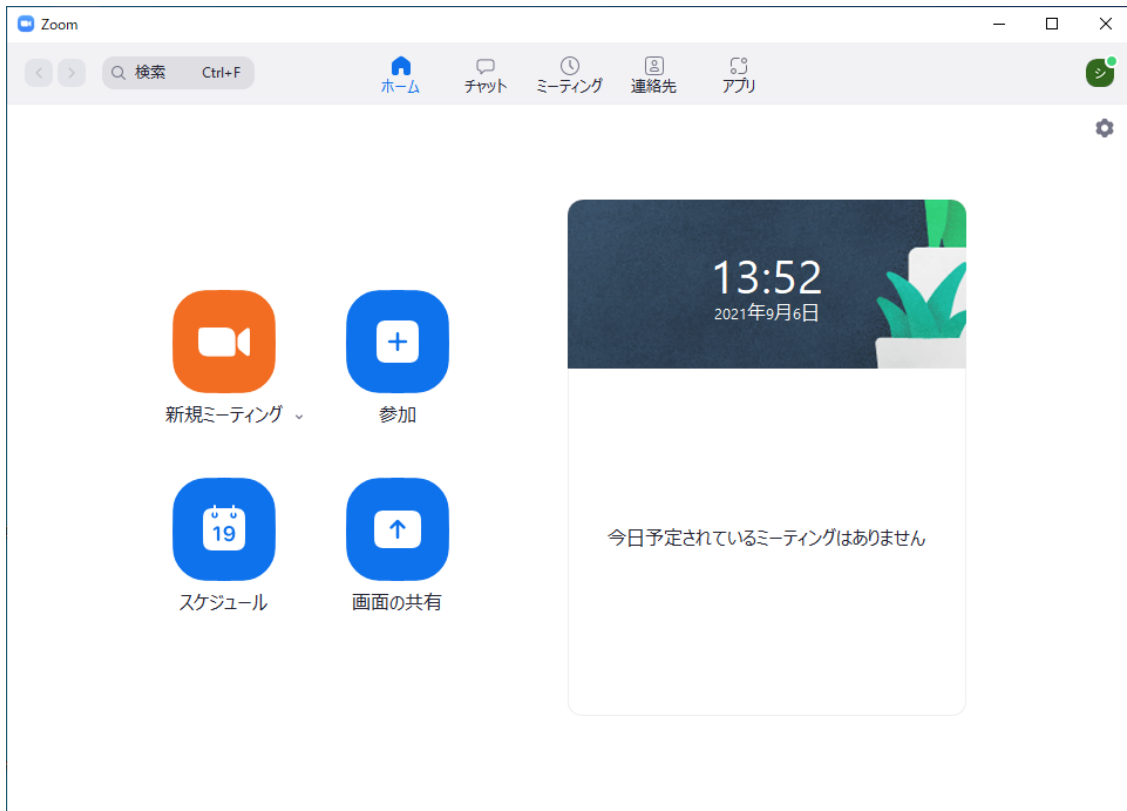 Zoom
検索 Ctrl+F
ホーム
チャット
ミーティング
連絡先
アプリ
シ
13:52
2021年9月6日
新規ミーティング
参加
19
スケジュール
画面の共有
今日予定されているミーティングはありません